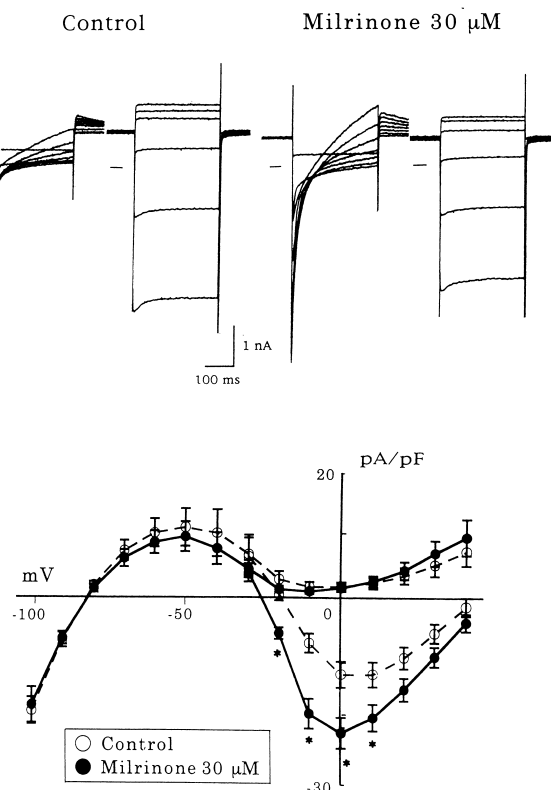 Control
Milrinone 30 μM
1 nA
100 ms
pA/pF
20
mV
-100
-50
0
*
*
*
*
Control
Milrinone 30 μM
-30